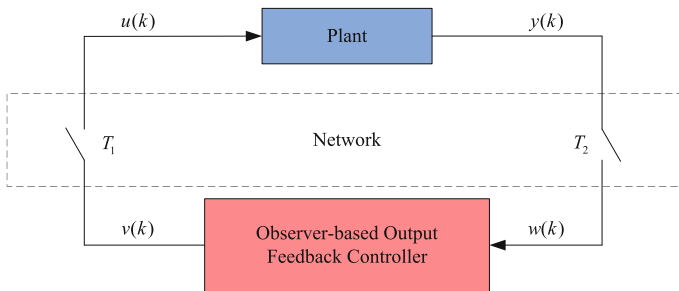 u(k)
Plant
y(k)
T1
Network
T2
v(k)
Observer-based Output
Feedback Controller
w(k)